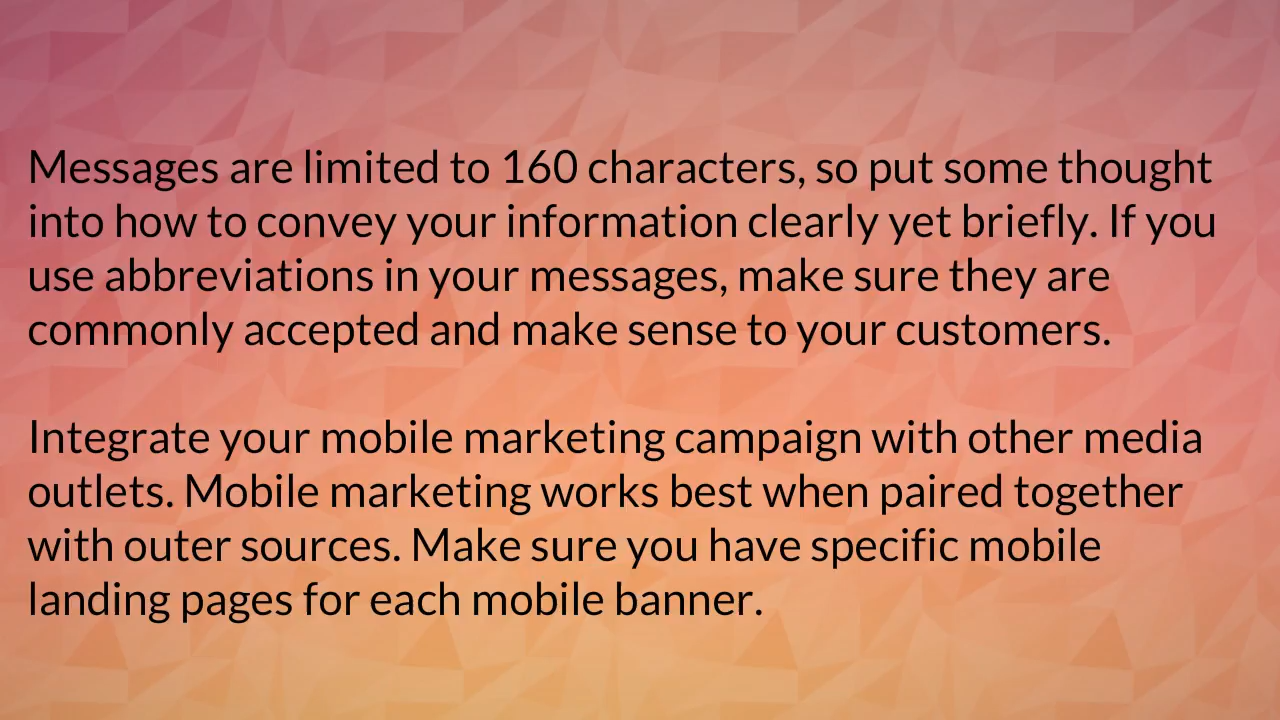 Messages are limited to 160 characters, so put some thought
into how to convey your information clearly yet briefly. If you
use abbreviations in your messages, make sure they are
commonly accepted and make sense to your customers.
Integrate your mobile marketing campaign with other media
outlets. Mobile marketing works best when paired together
with outer sources. Make sure you have specific mobile
landing pages for each mobile banner.